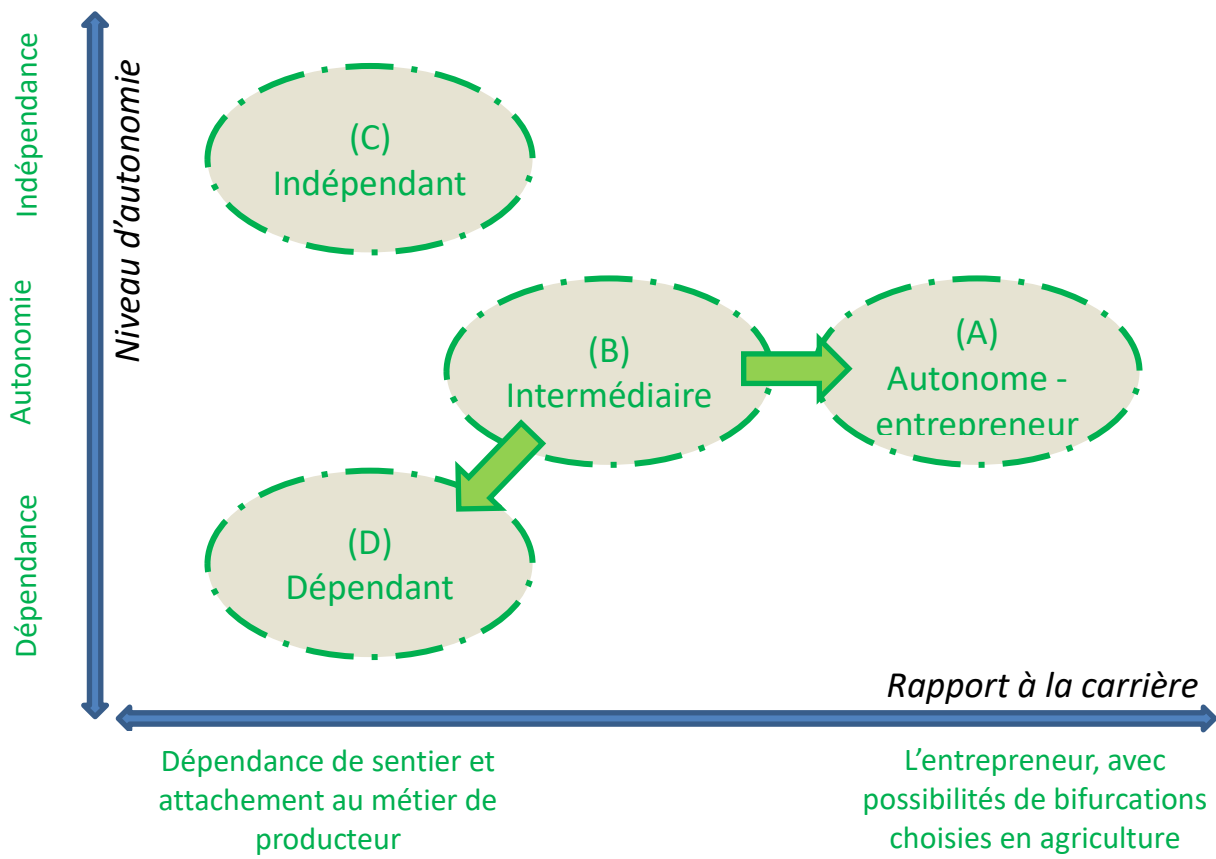 Indépendance
Autonomie
Dépendance
Niveau d'autonomie
(C)
Indépendant
(B)
Intermédiaire
(A)
Autonome -
entrepreneur
(D)
Dépendant
Rapport à la carrière
Dépendance de sentier et
attachement au métier de
producteur
L'entrepreneur, avec
possibilités de bifurcations
choisies en agriculture